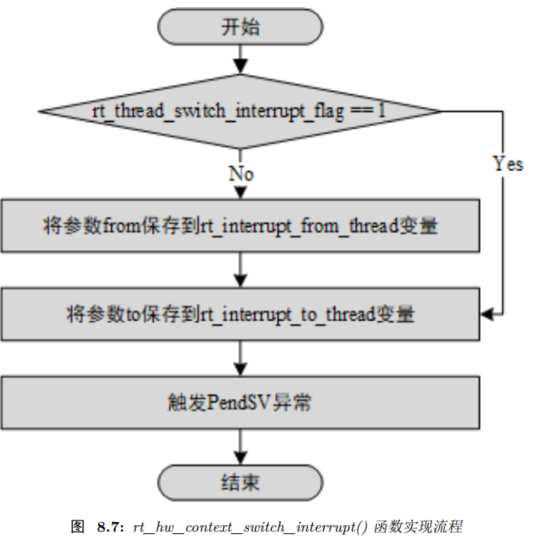 开始
rt_thread_switch_interrupt_flag == 1
Yes
No
将参数from保存到rt_interrupt_from_thread变量
将参数to保存到rt_interrupt_to_thread变量
触发PendSV异常
结束
图 8.7: rt_hw_context_switch_interrupt() 函数实现流程